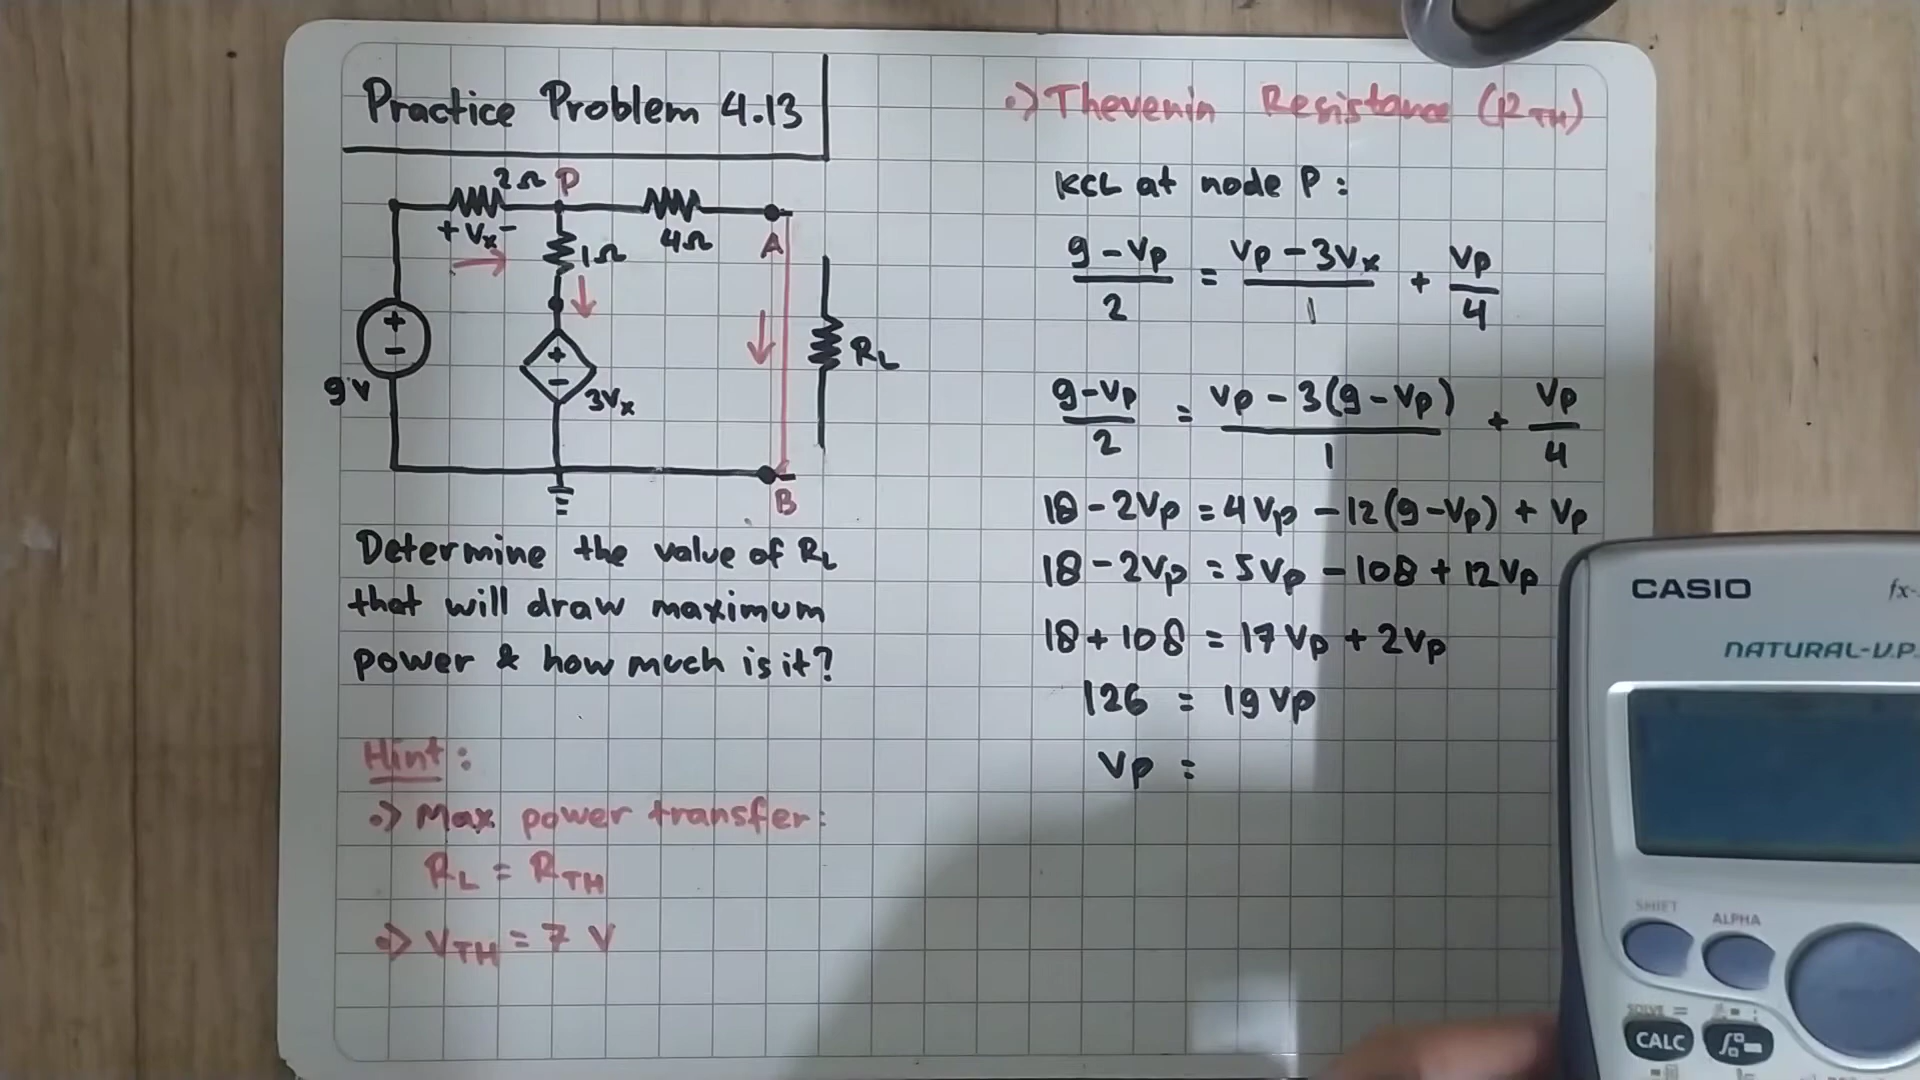 Practice Problem 4.13
2Ω P
+ Vx -
4Ω
A
1Ω
+
-
9V
+
-
3Vx
RL
B
Determine the value of RL
that will draw maximum
power & how much is it?
Hint:
•) Max power transfer:
RL = RTH
•) VTH = 7 V
•) Thevenin Resistance (RTH)
KCL at node P:
(9 - Vp)/2 = (Vp - 3Vx)/1 + Vp/4
(9 - Vp)/2 = (Vp - 3(9 - Vp))/1 + Vp/4
18 - 2Vp = 4Vp - 12(9 - Vp) + Vp
18 - 2Vp = 5Vp - 108 + 12Vp
18 + 108 = 17Vp + 2Vp
126 = 19Vp
Vp =
CASIO
NATURAL-V.P.
SHIFT
ALPHA
SOLVE =
CALC